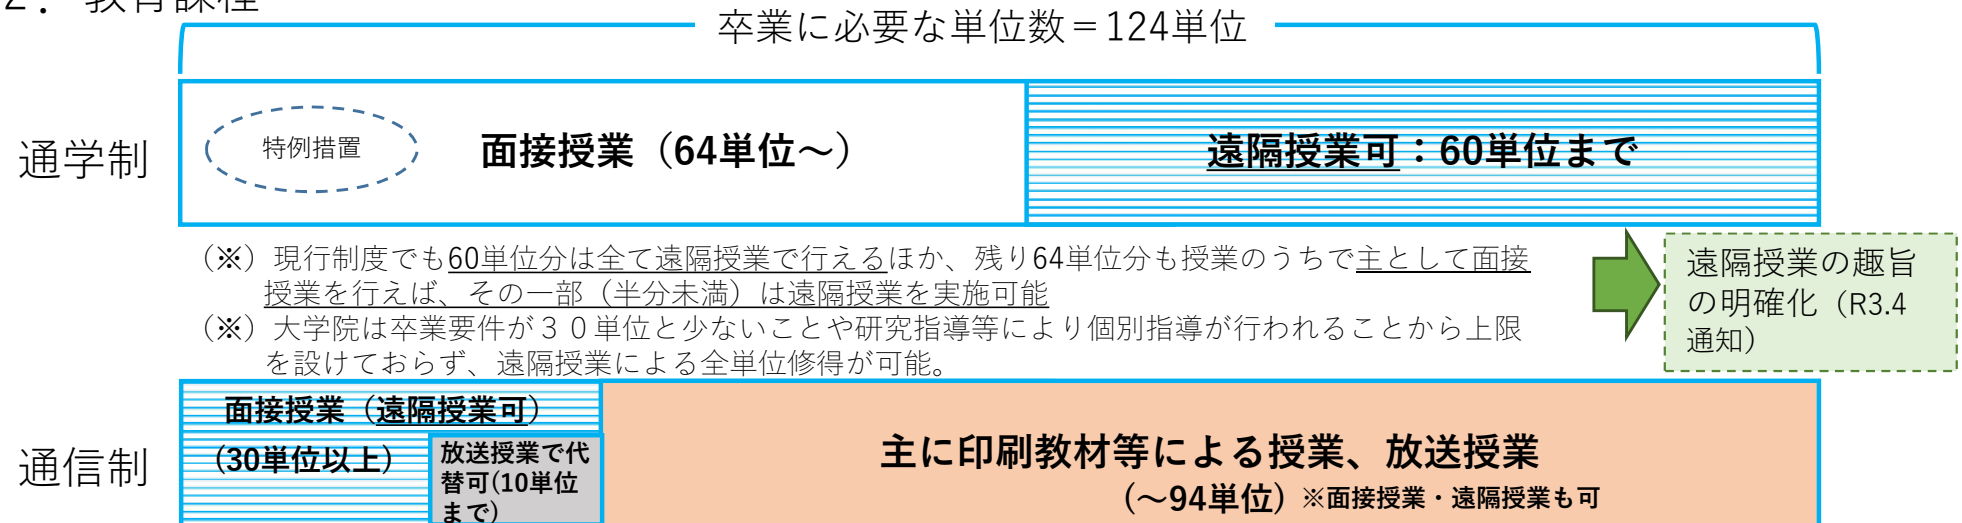 2．教育課程
卒業に必要な単位数＝124単位
通学制
特例措置
面接授業（64単位～）
遠隔授業可：60単位まで
（※）現行制度でも60単位分は全て遠隔授業で行えるほか、残り64単位分も授業のうちで主として面接
授業を行えば、その一部（半分未満）は遠隔授業を実施可能
（※）大学院は卒業要件が３０単位と少ないことや研究指導等により個別指導が行われることから上限
を設けておらず、遠隔授業による全単位修得が可能。
遠隔授業の趣旨
の明確化（R3.4
通知）
通信制
面接授業（遠隔授業可）
（30単位以上）
放送授業で代
替可(10単位
まで)
主に印刷教材等による授業、放送授業
（～94単位）※面接授業・遠隔授業も可